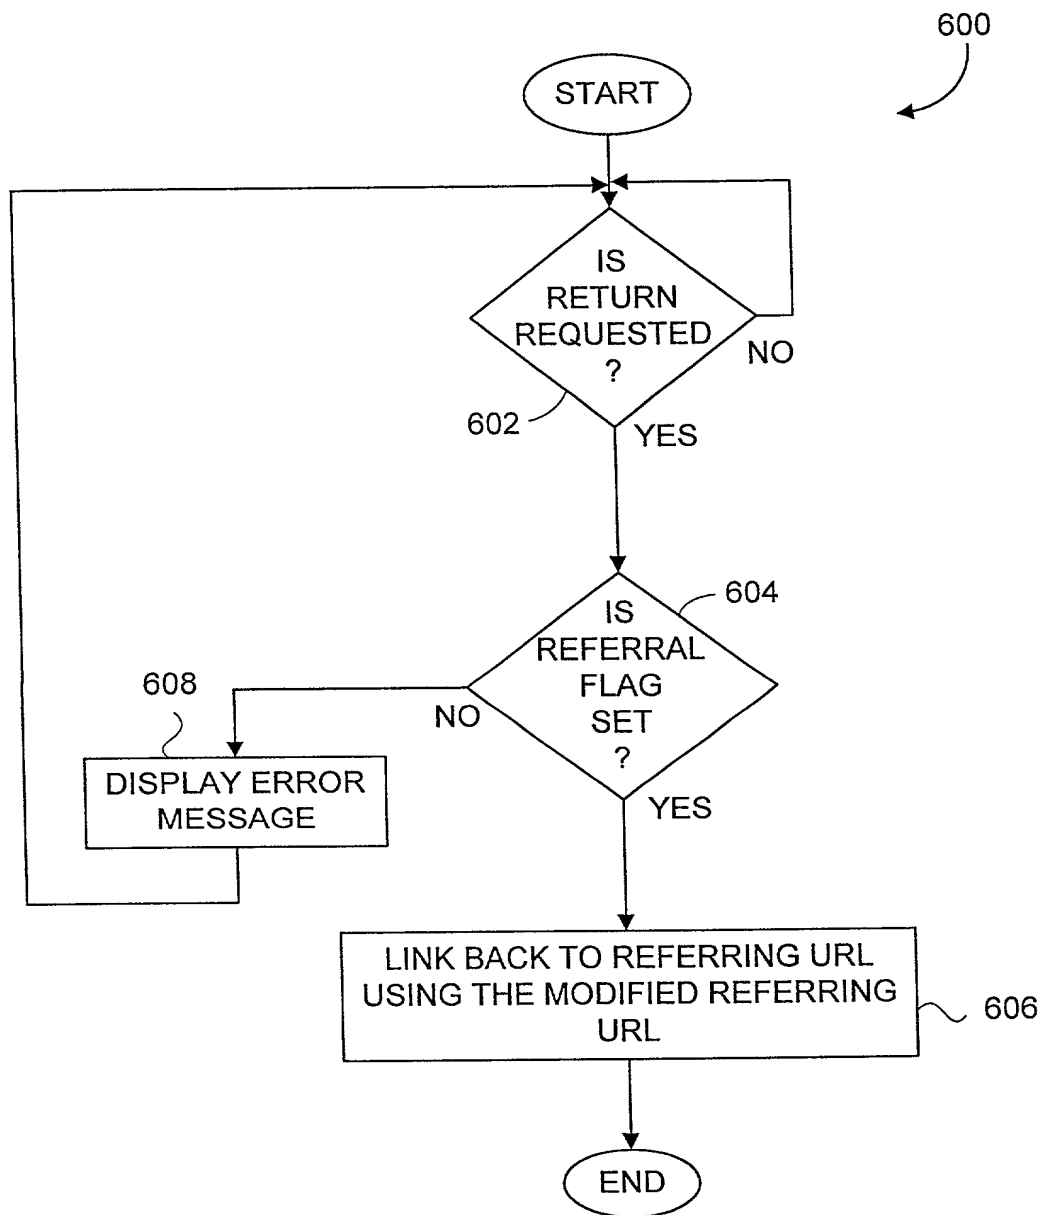 600
START
IS
RETURN
REQUESTED
?
NO
602
YES
604
IS
REFERRAL
FLAG
SET
?
608
NO
DISPLAY ERROR
MESSAGE
YES
LINK BACK TO REFERRING URL
USING THE MODIFIED REFERRING
URL
606
END